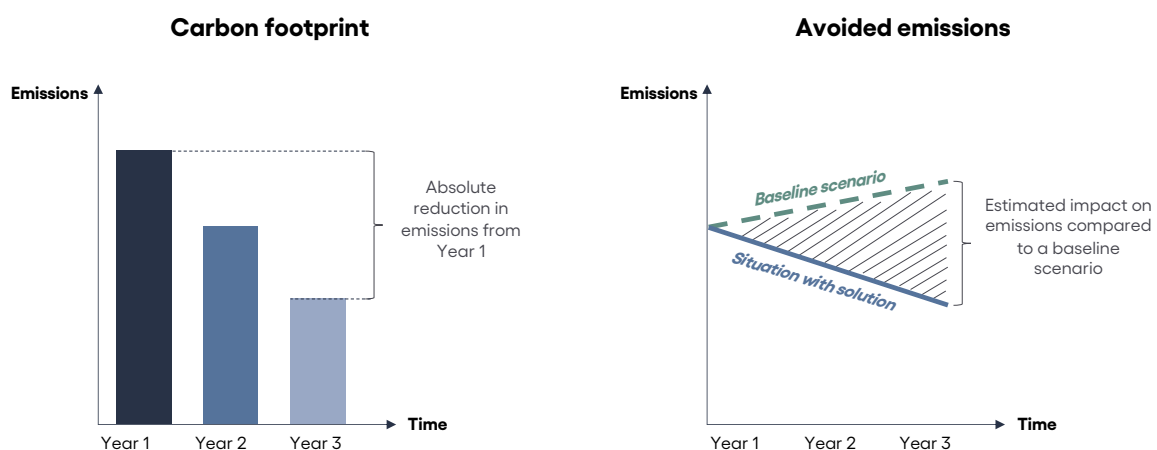 Carbon footprint
Emissions
Absolute
reduction in
emissions from
Year 1
Time
Year 1
Year 2
Year 3
Avoided emissions
Emissions
Baseline scenario
Situation with solution
Estimated impact on
emissions compared
to a baseline
scenario
Time
Year 1
Year 2
Year 3